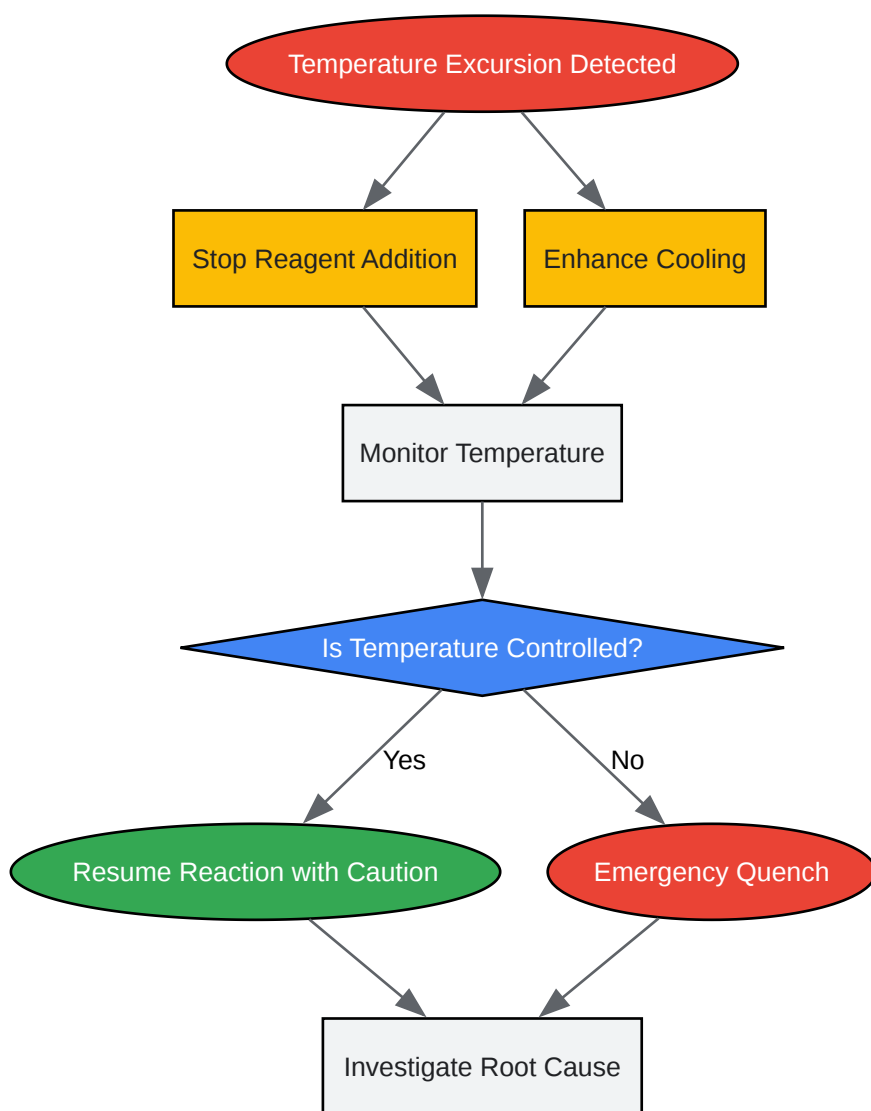 Temperature Excursion Detected
Stop Reagent Addition
Enhance Cooling
Monitor Temperature
Is Temperature Controlled?
Yes
No
Resume Reaction with Caution
Emergency Quench
Investigate Root Cause